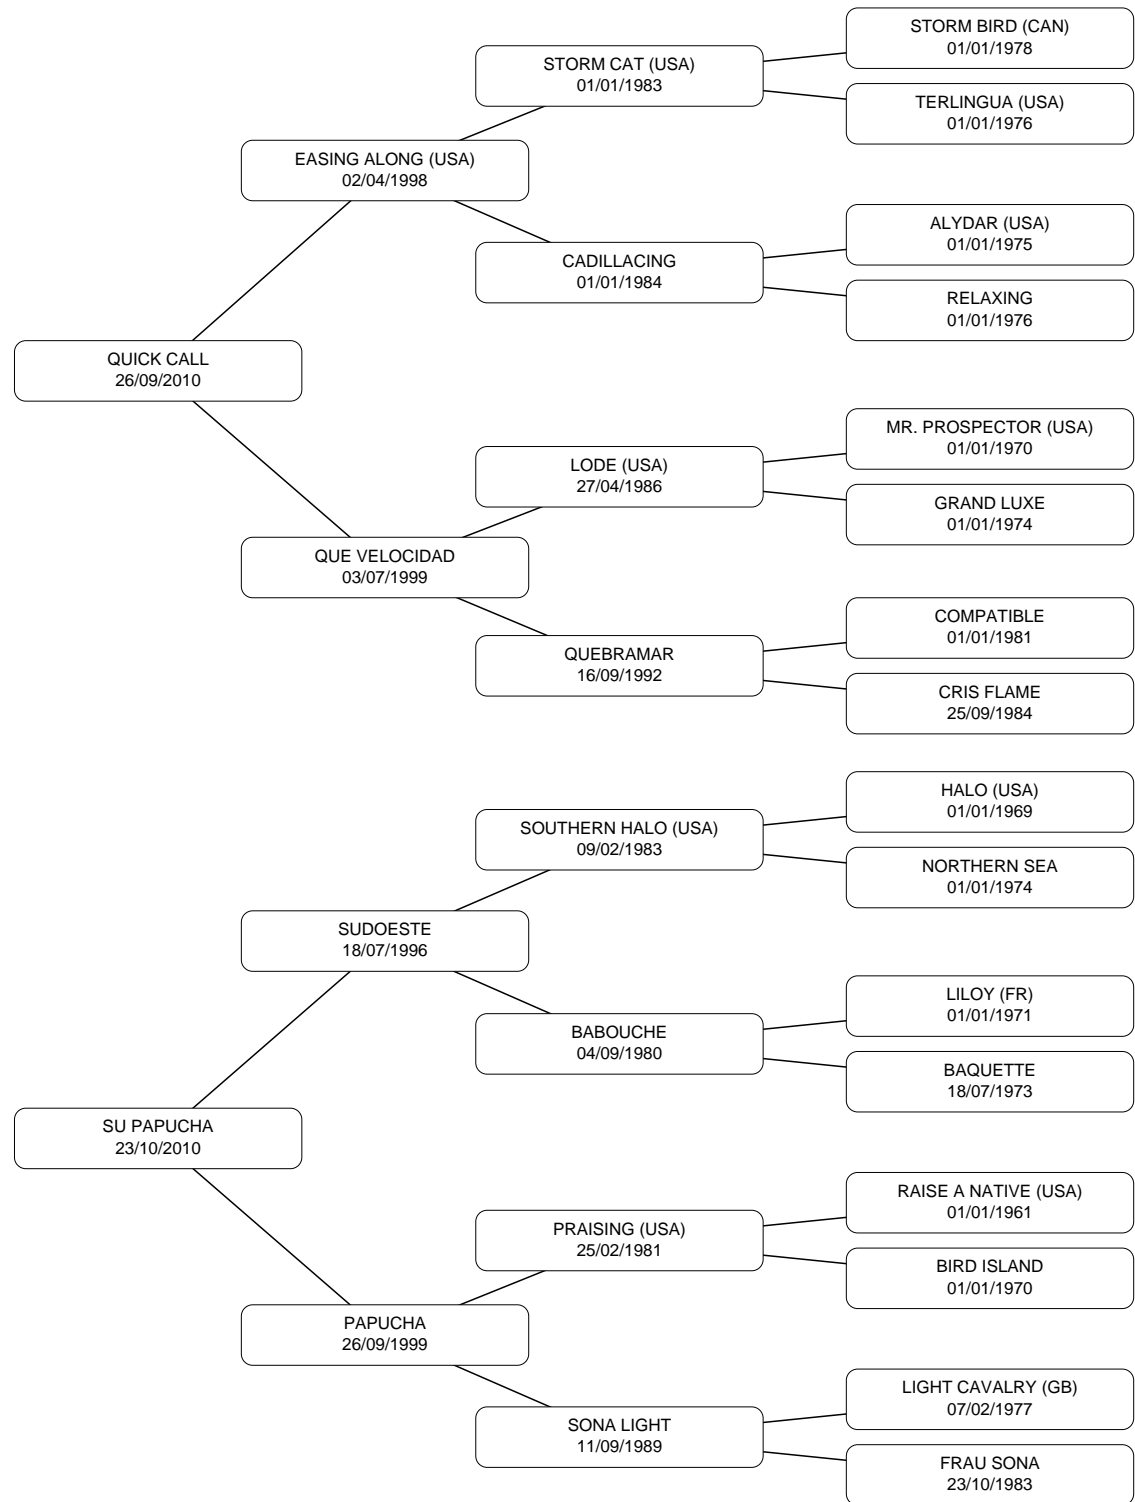 STORM BIRD (CAN)
01/01/1978
STORM CAT (USA)
01/01/1983
TERLINGUA (USA)
01/01/1976
EASING ALONG (USA)
02/04/1998
ALYDAR (USA)
01/01/1975
CADILLACING
01/01/1984
RELAXING
01/01/1976
QUICK CALL
26/09/2010
MR. PROSPECTOR (USA)
01/01/1970
LODE (USA)
27/04/1986
GRAND LUXE
01/01/1974
QUE VELOCIDAD
03/07/1999
COMPATIBLE
01/01/1981
QUEBRAMAR
16/09/1992
CRIS FLAME
25/09/1984
HALO (USA)
01/01/1969
SOUTHERN HALO (USA)
09/02/1983
NORTHERN SEA
01/01/1974
SUDOESTE
18/07/1996
LILOY (FR)
01/01/1971
BABOUCHE
04/09/1980
BAQUETTE
18/07/1973
SU PAPUCHA
23/10/2010
RAISE A NATIVE (USA)
01/01/1961
PRAISING (USA)
25/02/1981
BIRD ISLAND
01/01/1970
PAPUCHA
26/09/1999
LIGHT CAVALRY (GB)
07/02/1977
SONA LIGHT
11/09/1989
FRAU SONA
23/10/1983